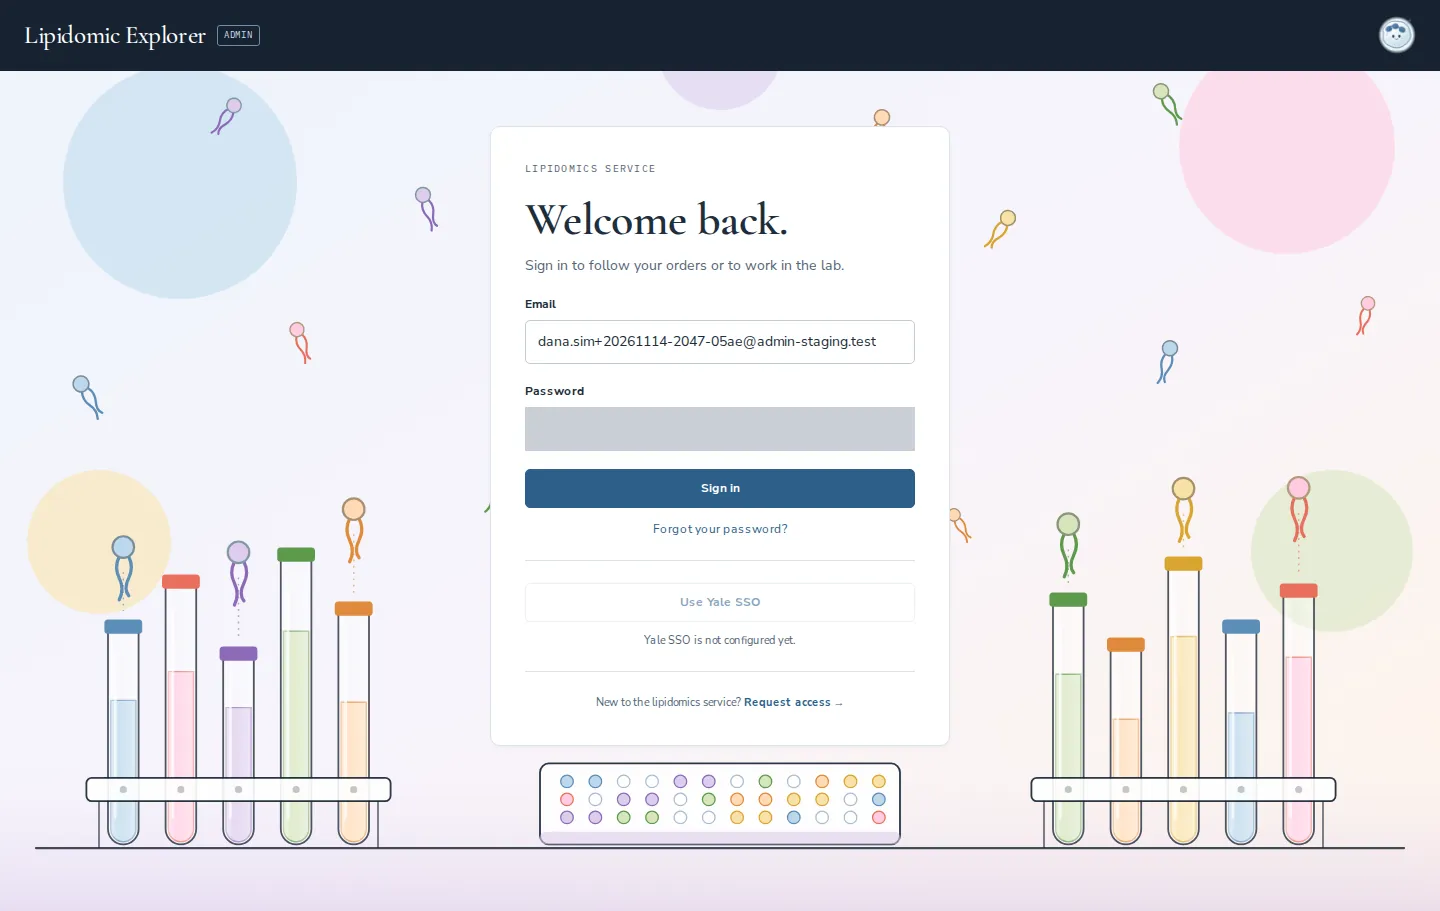 Lipidomic Explorer ADMIN
LIPIDOMICS SERVICE
Welcome back.
Sign in to follow your orders or to work in the lab.
Email
dana.sim+20261114-2047-05ae@admin-staging.test
Password
Sign in
Forgot your password?
Use Yale SSO
Yale SSO is not configured yet.
New to the lipidomics service? Request access →